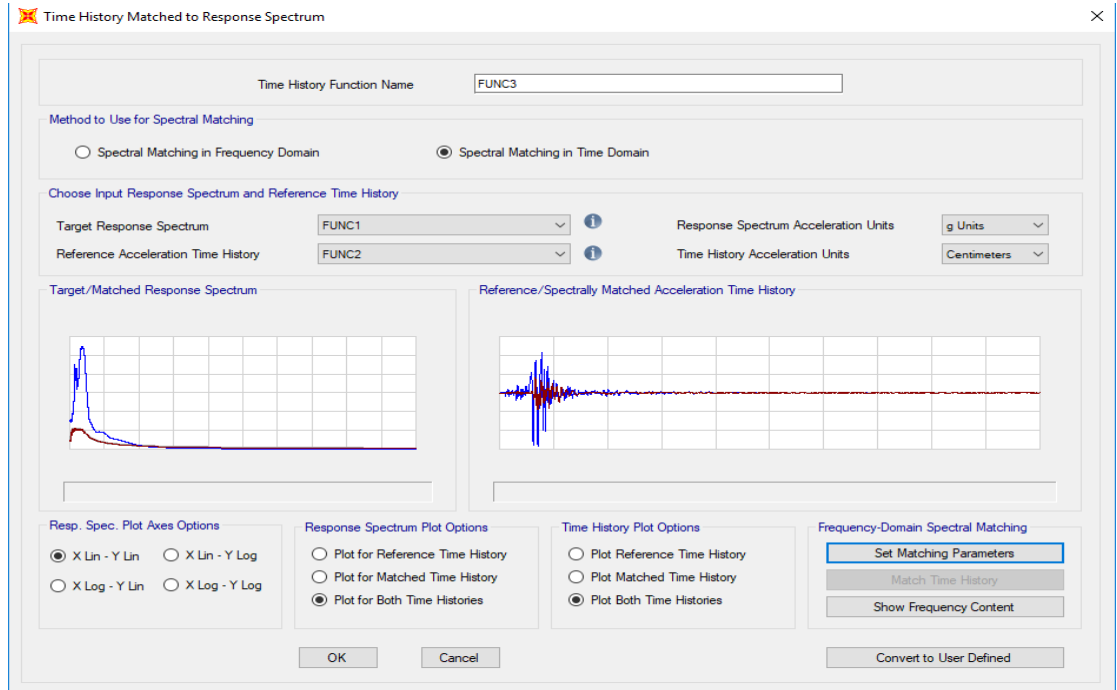 Time History Matched to Response Spectrum
Time History Function Name
FUNC3
Method to Use for Spectral Matching
Spectral Matching in Frequency Domain
Spectral Matching in Time Domain
Choose Input Response Spectrum and Reference Time History
Target Response Spectrum
FUNC1
Response Spectrum Acceleration Units
g Units
Reference Acceleration Time History
FUNC2
Time History Acceleration Units
Centimeters
Target/Matched Response Spectrum
Reference/Spectrally Matched Acceleration Time History
Resp. Spec. Plot Axes Options
X Lin - Y Lin
X Lin - Y Log
X Log - Y Lin
X Log - Y Log
Response Spectrum Plot Options
Plot for Reference Time History
Plot for Matched Time History
Plot for Both Time Histories
Time History Plot Options
Plot Reference Time History
Plot Matched Time History
Plot Both Time Histories
Frequency-Domain Spectral Matching
Set Matching Parameters
Match Time History
Show Frequency Content
OK
Cancel
Convert to User Defined